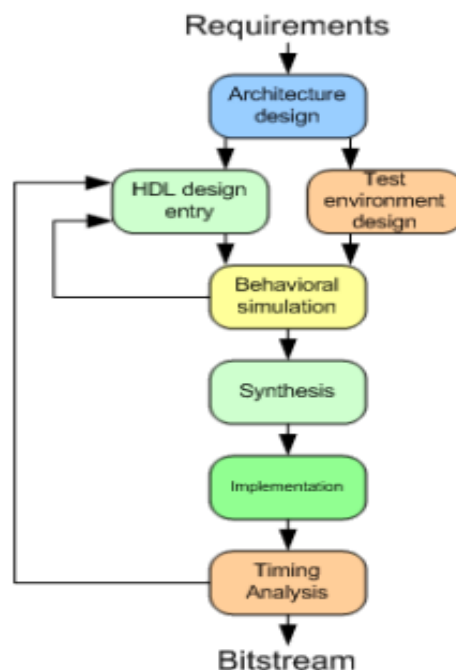 Requirements
Architecture
design
HDL design
entry
Test
environment
design
Behavioral
simulation
Synthesis
Implementation
Timing
Analysis
Bitstream